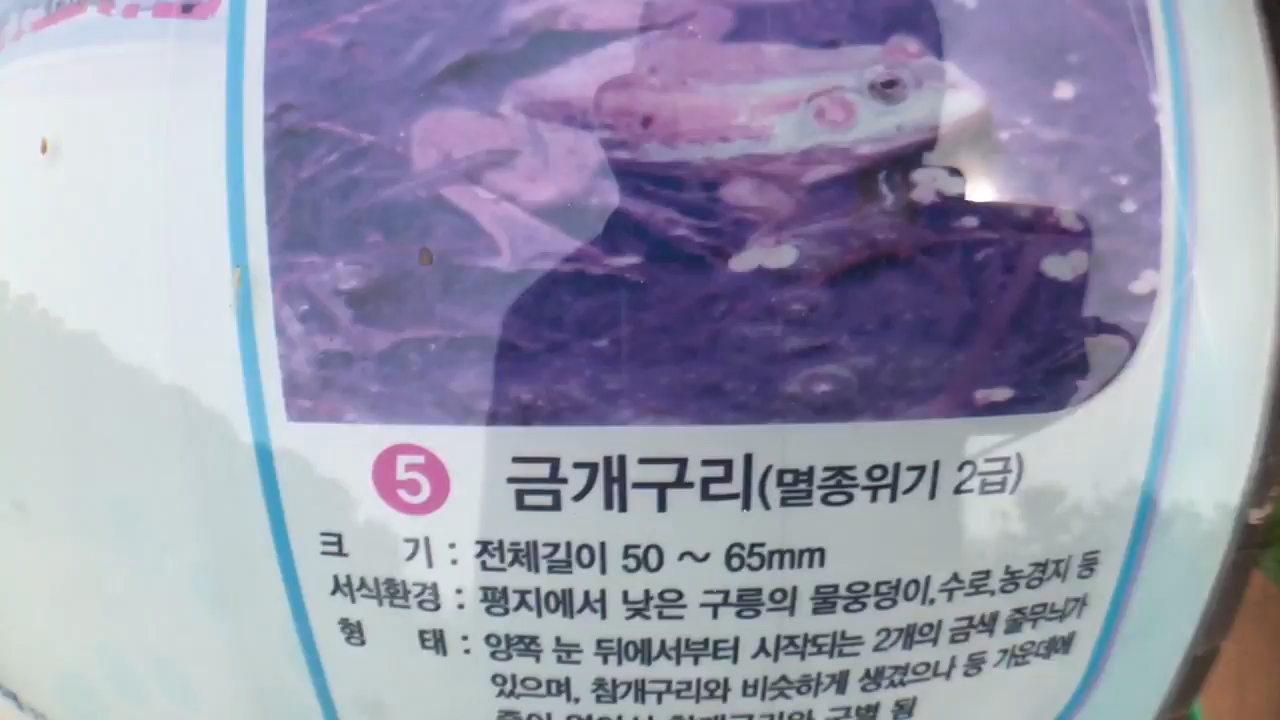 5 금개구리(멸종위기 2급)
크 기 : 전체길이 50 ~ 65mm
서식환경 : 평지에서 낮은 구릉의 물웅덩이,수로,농경지 등
형 태 : 양쪽 눈 뒤에서부터 시작되는 2개의 금색 줄무늬가
있으며, 참개구리와 비슷하게 생겼으나 등 가운데에
구별 됨